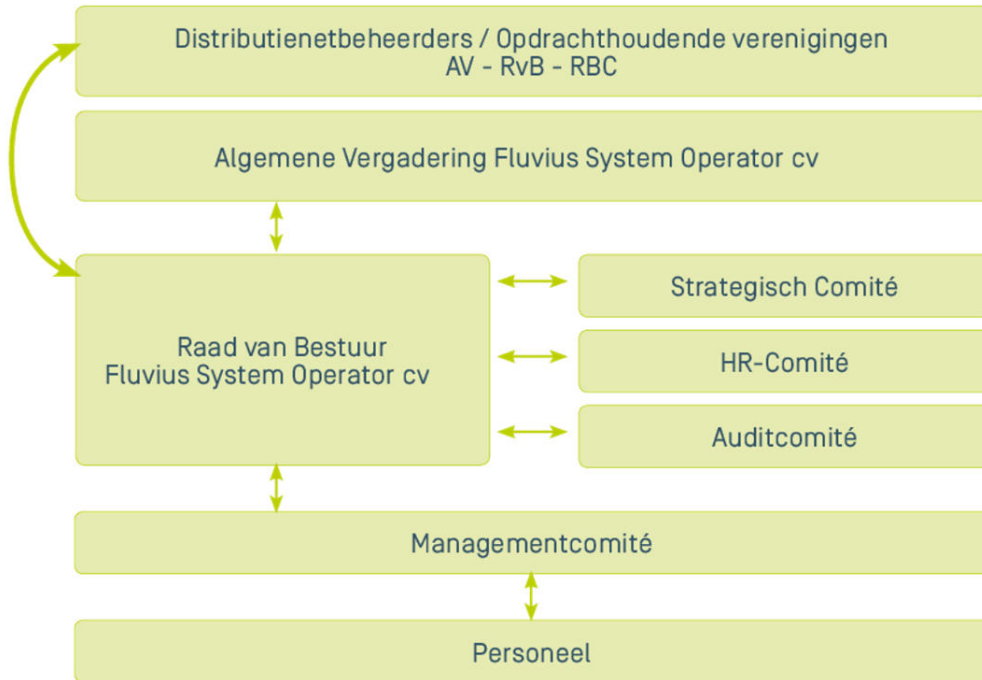 Distributienetbeheerders / Opdrachthoudende verenigingen
AV - RvB - RBC
Algemene Vergadering Fluvius System Operator cv
Raad van Bestuur
Fluvius System Operator cv
Strategisch Comité
HR-Comité
Auditcomité
Managementcomité
Personeel